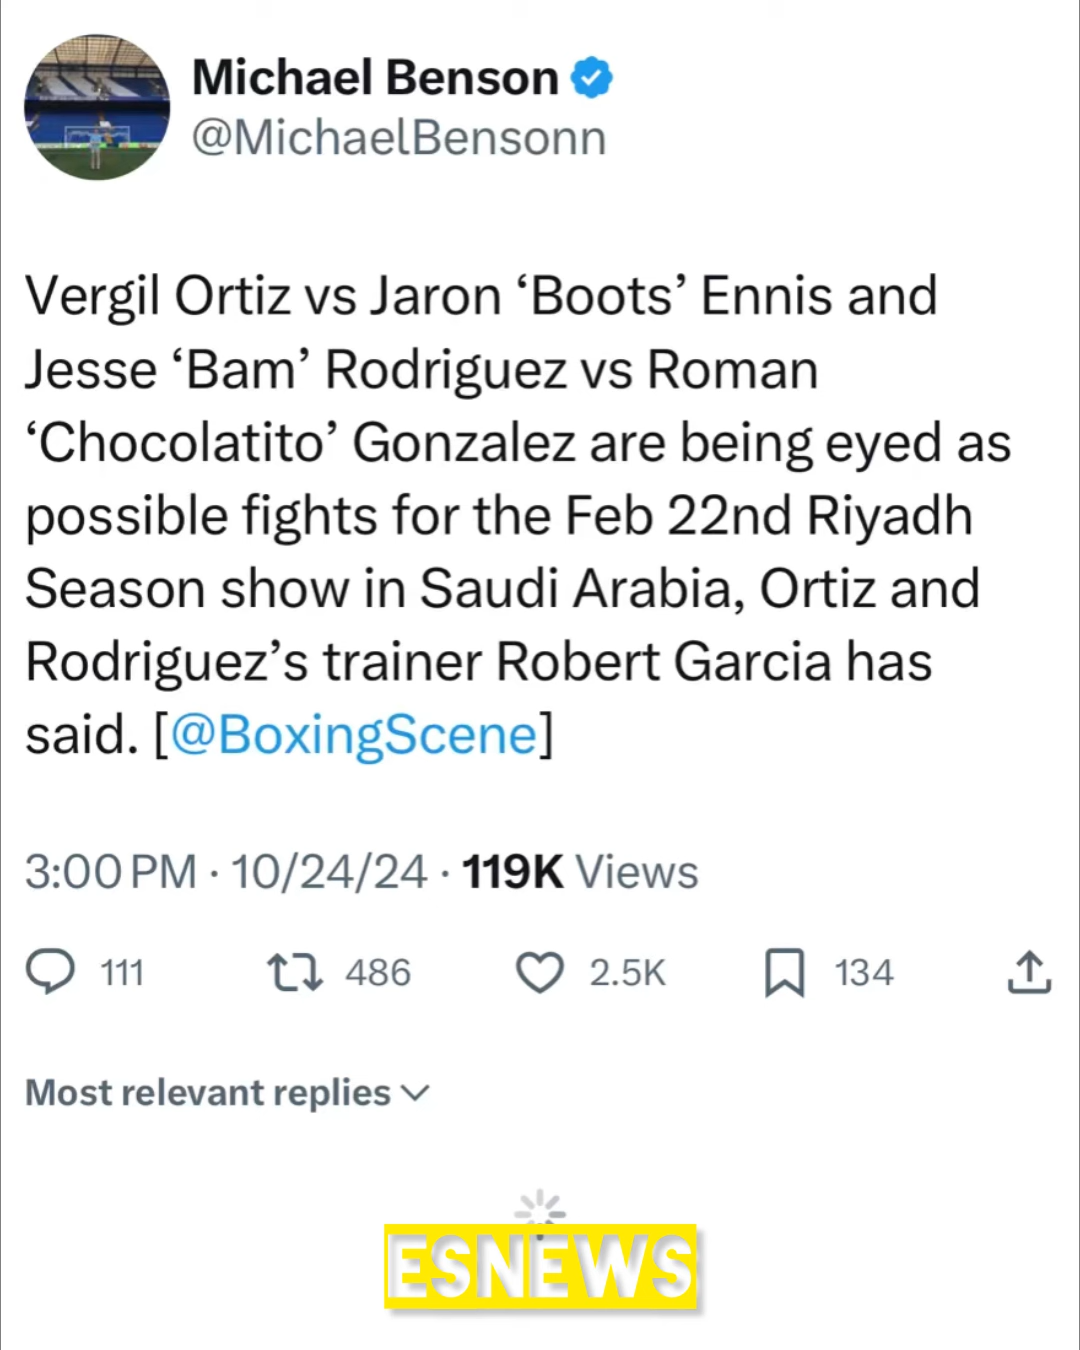 Michael Benson
@MichaelBensonn
Vergil Ortiz vs Jaron ‘Boots’ Ennis and
Jesse ‘Bam’ Rodriguez vs Roman
‘Chocolatito’ Gonzalez are being eyed as
possible fights for the Feb 22nd Riyadh
Season show in Saudi Arabia, Ortiz and
Rodriguez’s trainer Robert Garcia has
said. [@BoxingScene]
3:00 PM · 10/24/24 · 119K Views
111 486 2.5K 134
Most relevant replies
ESNEWS